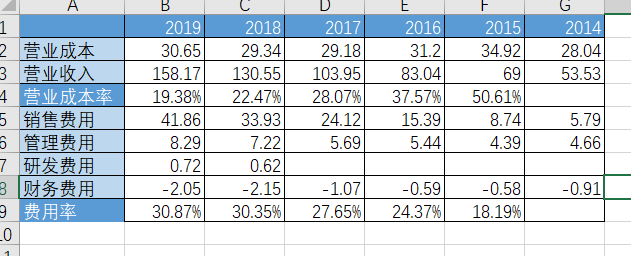 A B C D E F G
1 2019 2018 2017 2016 2015 2014
2 营业成本 30.65 29.34 29.18 31.2 34.92 28.04
3 营业收入 158.17 130.55 103.95 83.04 69 53.53
4 营业成本率 19.38% 22.47% 28.07% 37.57% 50.61%
5 销售费用 41.86 33.93 24.12 15.39 8.74 5.79
6 管理费用 8.29 7.22 5.69 5.44 4.39 4.66
7 研发费用 0.72 0.62
8 财务费用 -2.05 -2.15 -1.07 -0.59 -0.58 -0.91
9 费用率 30.87% 30.35% 27.65% 24.37% 18.19%
10